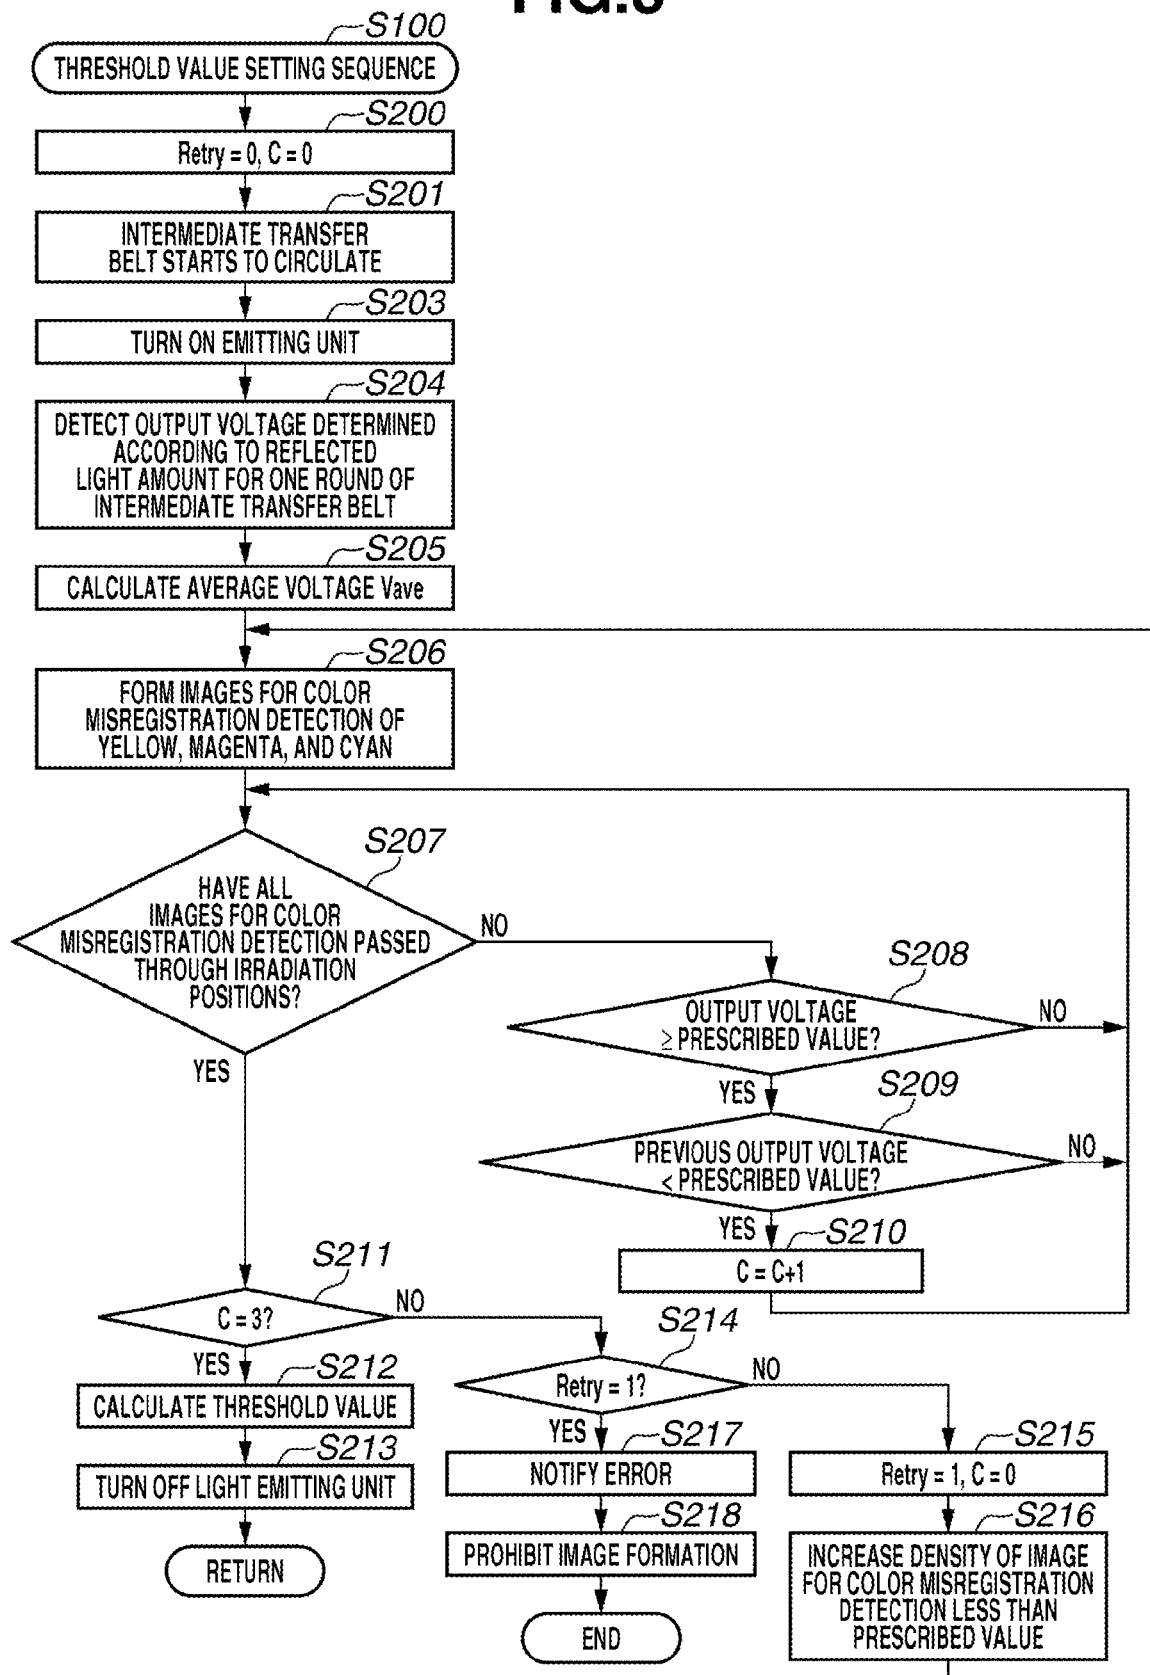 S100
THRESHOLD VALUE SETTING SEQUENCE
S200
Retry = 0, C = 0
S201
INTERMEDIATE TRANSFER
BELT STARTS TO CIRCULATE
S203
TURN ON EMITTING UNIT
S204
DETECT OUTPUT VOLTAGE DETERMINED
ACCORDING TO REFLECTED
LIGHT AMOUNT FOR ONE ROUND OF
INTERMEDIATE TRANSFER BELT
S205
CALCULATE AVERAGE VOLTAGE Vave
S206
FORM IMAGES FOR COLOR
MISREGISTRATION DETECTION OF
YELLOW, MAGENTA, AND CYAN
S207
HAVE ALL
IMAGES FOR COLOR
MISREGISTRATION DETECTION PASSED
THROUGH IRRADIATION
POSITIONS?
NO
YES
S208
OUTPUT VOLTAGE
≥ PRESCRIBED VALUE?
NO
YES
S209
PREVIOUS OUTPUT VOLTAGE
< PRESCRIBED VALUE?
NO
YES
S210
C = C+1
S211
C = 3?
NO
YES
S212
CALCULATE THRESHOLD VALUE
S213
TURN OFF LIGHT EMITTING UNIT
RETURN
S214
Retry = 1?
NO
YES
S217
NOTIFY ERROR
S218
PROHIBIT IMAGE FORMATION
END
S215
Retry = 1, C = 0
S216
INCREASE DENSITY OF IMAGE
FOR COLOR MISREGISTRATION
DETECTION LESS THAN
PRESCRIBED VALUE